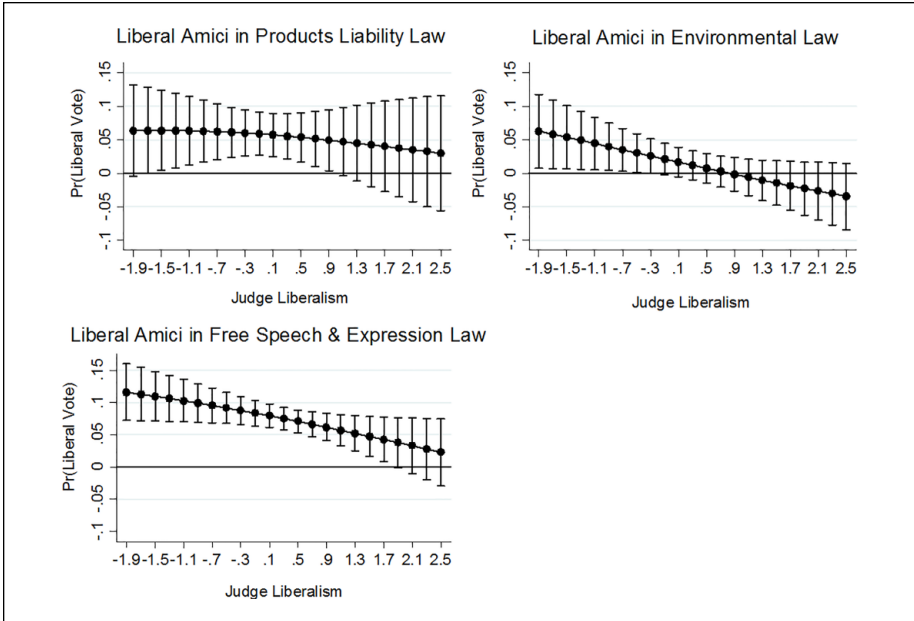 Liberal Amici in Products Liability Law
Pr(Liberal Vote)
.15
.1
.05
0
-.05
-.1
-1.9 -1.5 -1.1 -.7 -.3 .1 .5 .9 1.3 1.7 2.1 2.5
Judge Liberalism
Liberal Amici in Environmental Law
Pr(Liberal Vote)
.15
.1
.05
0
-.05
-.1
-1.9 -1.5 -1.1 -.7 -.3 .1 .5 .9 1.3 1.7 2.1 2.5
Judge Liberalism
Liberal Amici in Free Speech & Expression Law
Pr(Liberal Vote)
.15
.1
.05
0
-.05
-.1
-1.9 -1.5 -1.1 -.7 -.3 .1 .5 .9 1.3 1.7 2.1 2.5
Judge Liberalism